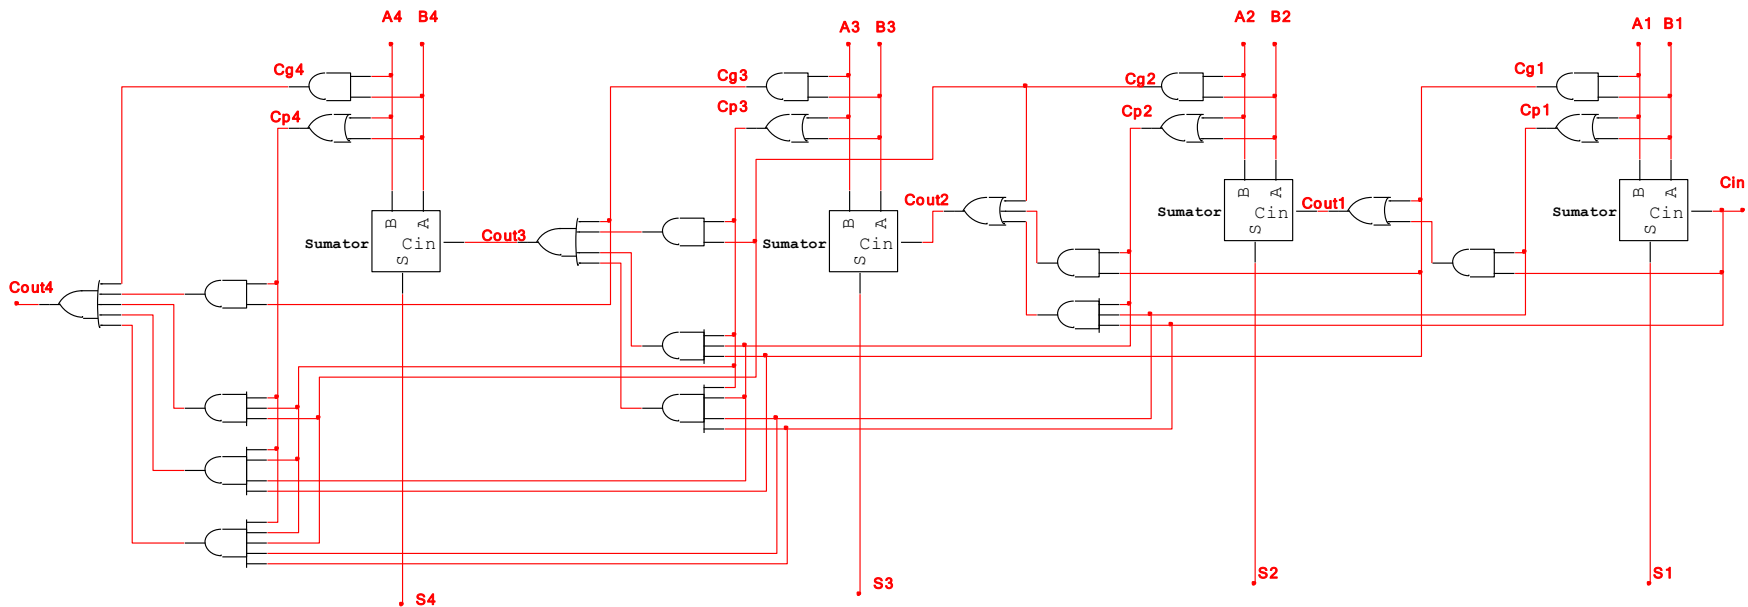 A4 B4
A3 B3
A2 B2
A1 B1
Cg4
Cg3
Cg2
Cg1
Cp4
Cp3
Cp2
Cp1
B A
Sumator
Cin
S
Cout3
B A
Sumator
Cin
S
Cout2
B A
Sumator
Cin
S
Cout1
B A
Sumator
Cin
S
Cin
Cout4
S4
S3
S2
S1